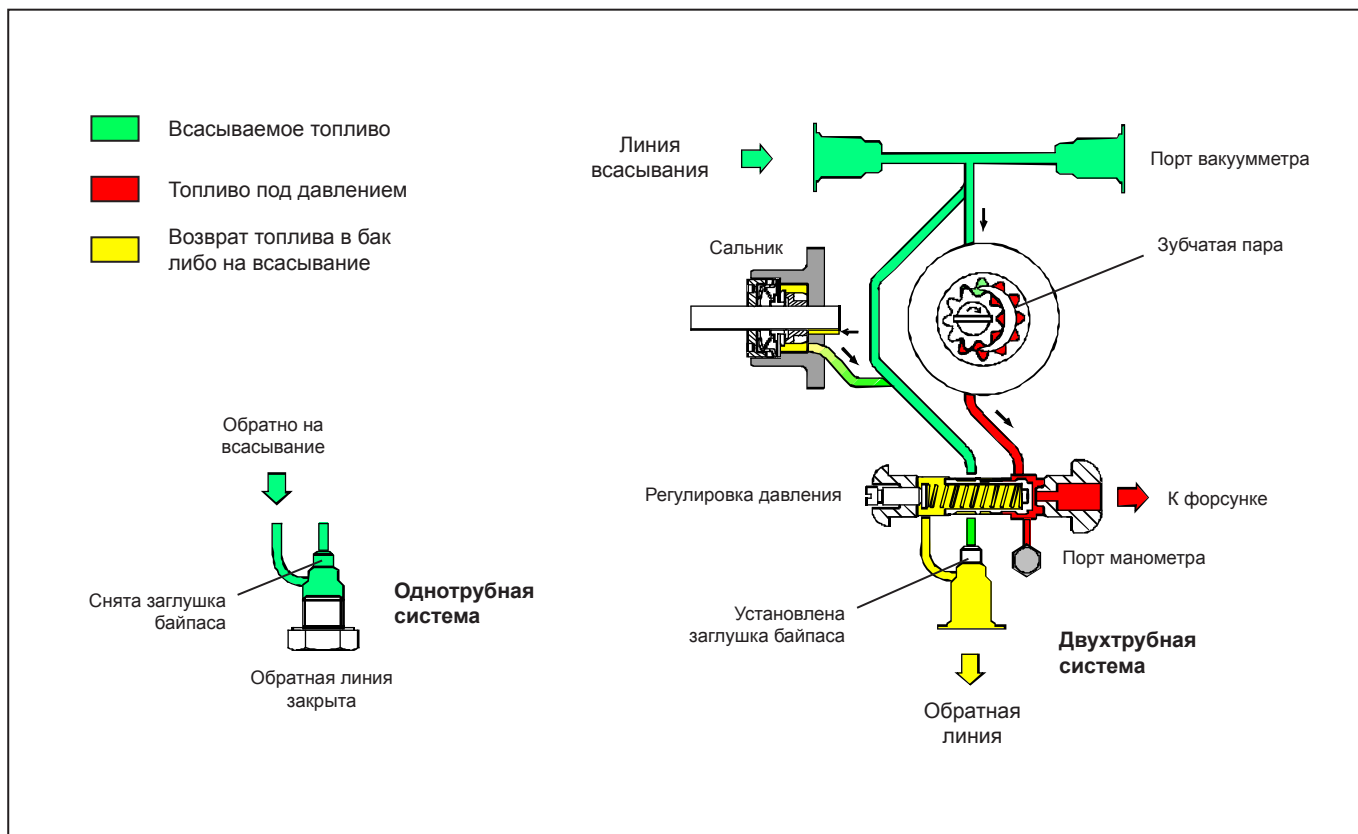 Всасываемое топливо
Топливо под давлением
Возврат топлива в бак
либо на всасывание
Линия
всасывания
Порт вакуумметра
Сальник
Зубчатая пара
Регулировка давления
К форсунке
Порт манометра
Установлена
заглушка байпаса
Двухтрубная
система
Обратная
линия
Обратно на
всасывание
Снята заглушка
байпаса
Однотрубная
система
Обратная линия
закрыта